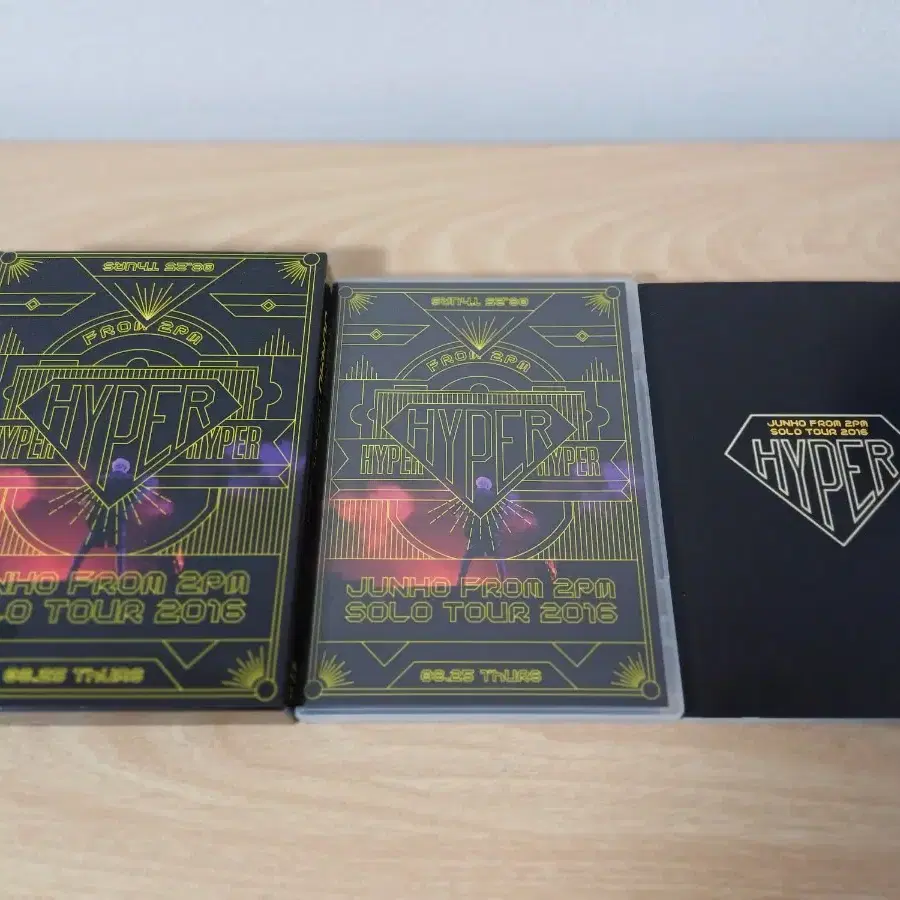 08.25 THURS
FROM 2PM
HYPER
HYPER
HYPER
NHO FROM 2PM
LO TOUR 2016
08.25 THURS
08.25 THURS
FROM 2PM
HYPER
HYPER
HYPER
JUNHO FROM 2PM
SOLO TOUR 2016
08.25 THURS
JUNHO FROM 2PM
SOLO TOUR 2016
HYPER